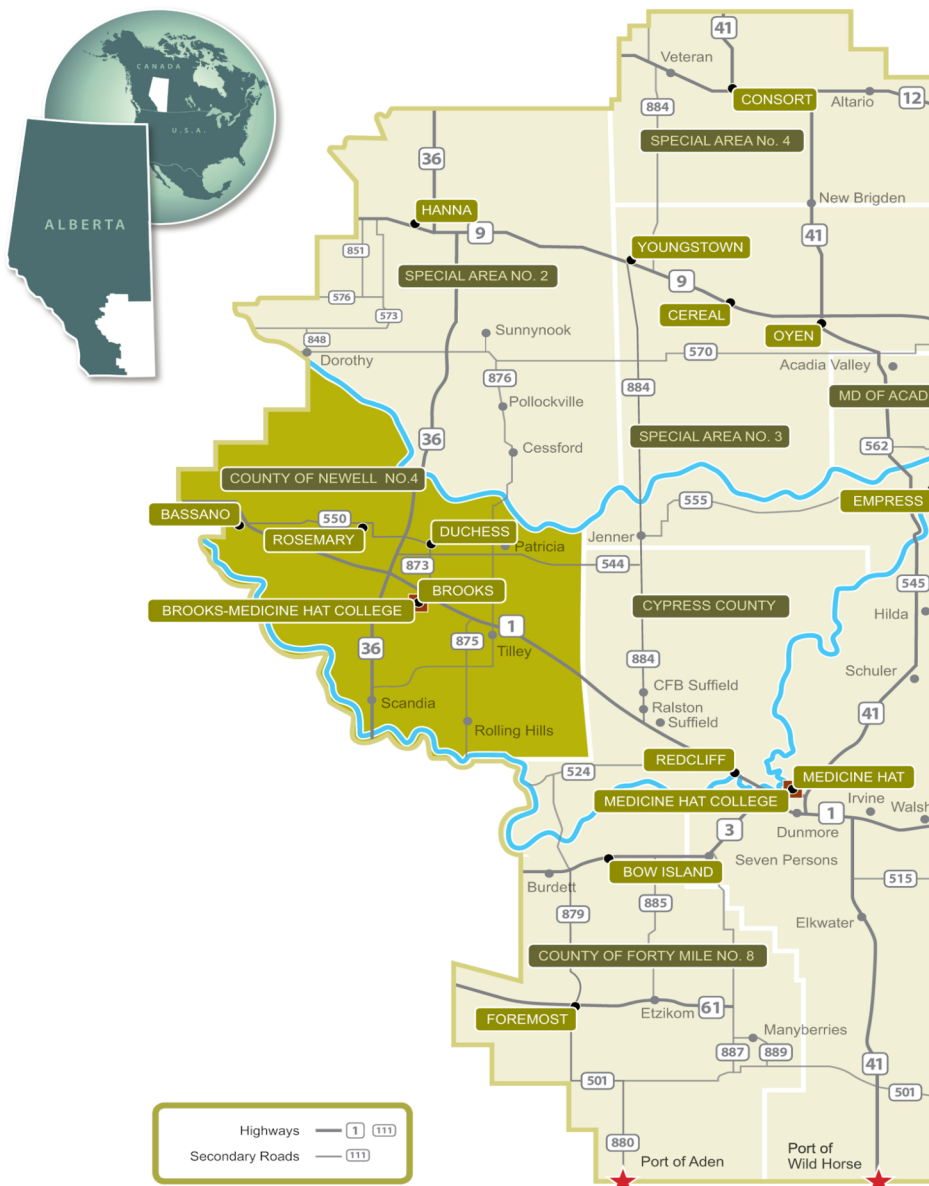 CANADA
U.S.A.
ALBERTA
41
Veteran
CONSORT
Altario
12
884
36
SPECIAL AREA No. 4
New Brigden
HANNA
9
41
YOUNGSTOWN
851
SPECIAL AREA NO. 2
9
576
573
CEREAL
OYEN
848
Sunnynook
Dorothy
570
Acadia Valley
876
884
MD OF ACAD
Pollockville
36
SPECIAL AREA NO. 3
562
Cessford
COUNTY OF NEWELL NO.4
555
EMPRESS
BASSANO
550
ROSEMARY
DUCHESS
Patricia
Jenner
873
544
545
BROOKS
BROOKS-MEDICINE HAT COLLEGE
CYPRESS COUNTY
Hilda
1
36
875
Tilley
884
Schuler
CFB Suffield
Scandia
Ralston
41
Suffield
Rolling Hills
REDCLIFF
MEDICINE HAT
524
MEDICINE HAT COLLEGE
Irvine
Walsh
1
3
Dunmore
Seven Persons
BOW ISLAND
Burdett
515
885
879
Elkwater
COUNTY OF FORTY MILE NO. 8
FOREMOST
Etzikom
61
Manyberries
887
889
41
501
501
Highways
1
111
Secondary Roads
111
880
Port of Aden
Port of
Wild Horse